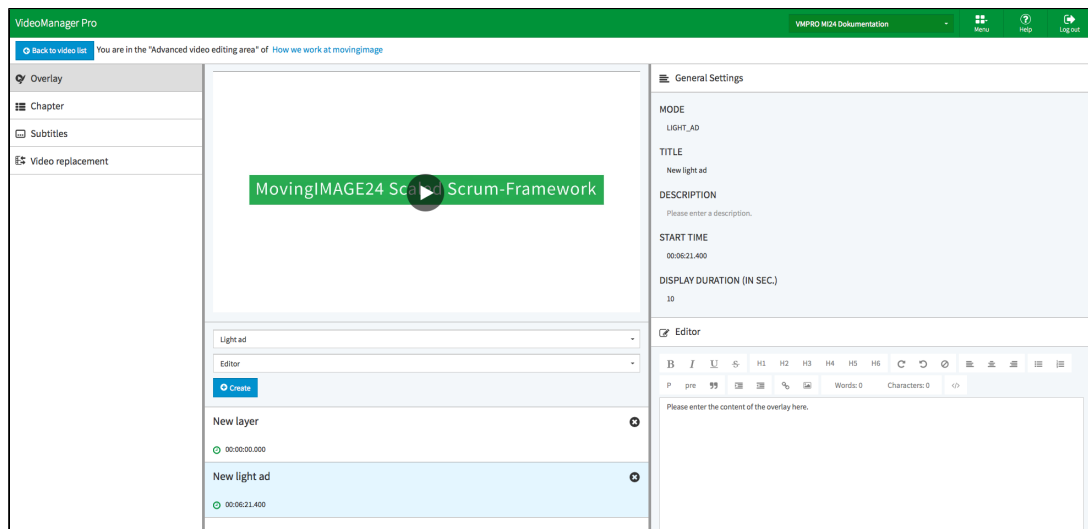 VideoManager Pro
VMPRO MI24 Dokumentation
Menu
Help
Log out
Back to video list
You are in the "Advanced video editing area" of How we work at movingimage
Overlay
Chapter
Subtitles
Video replacement
MovingIMAGE24 Scaled Scrum-Framework
Light ad
Editor
Create
New layer
00:00:00.000
New light ad
00:06:21.400
General Settings
MODE
LIGHT_AD
TITLE
New light ad
DESCRIPTION
Please enter a description.
START TIME
00:06:21.400
DISPLAY DURATION (IN SEC.)
10
Editor
B I U S H1 H2 H3 H4 H5 H6
P pre Words: 0 Characters: 0 </>
Please enter the content of the overlay here.